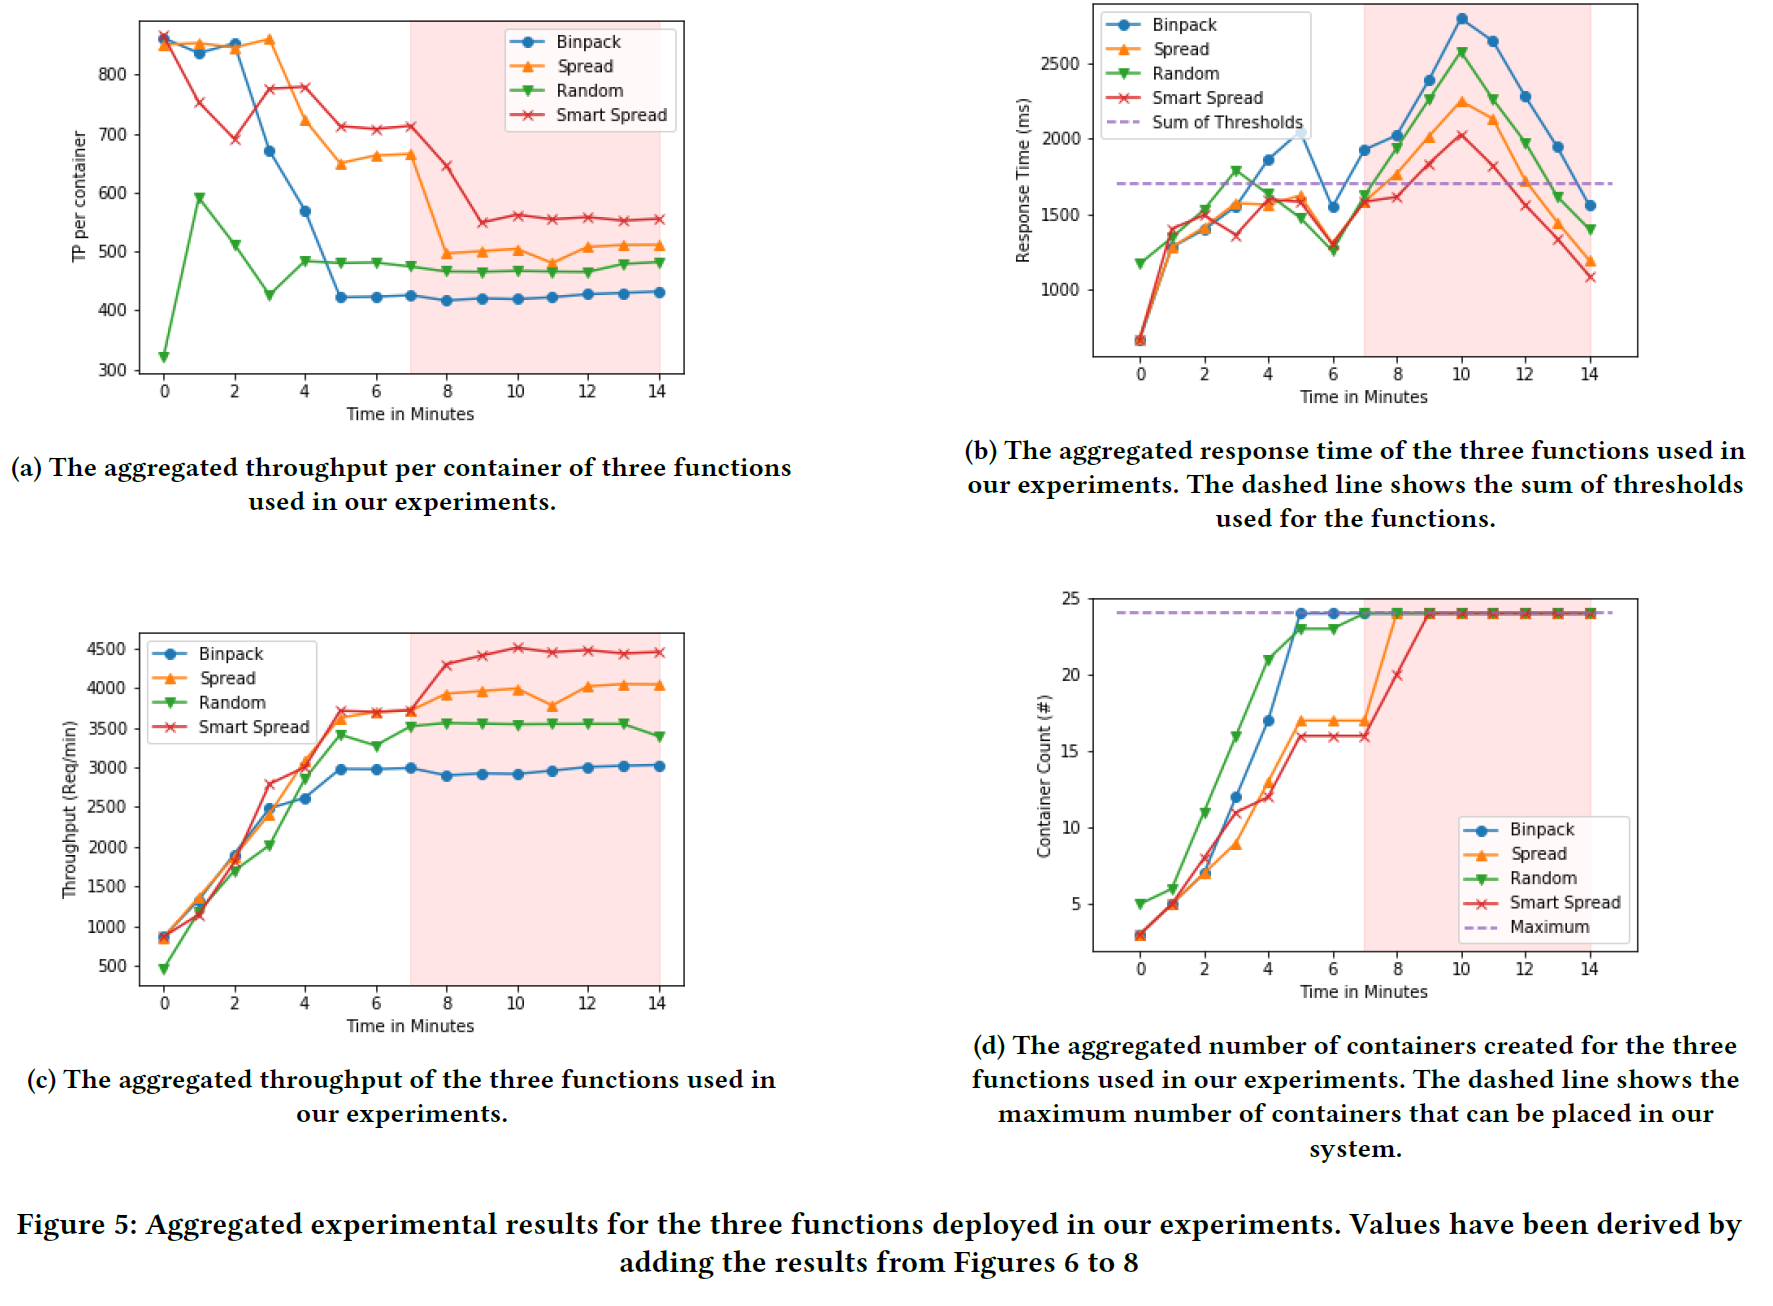 800
700
600
500
400
300
TP per container
0 2 4 6 8 10 12 14
Time in Minutes
Binpack
Spread
Random
Smart Spread
(a) The aggregated throughput per container of three functions
used in our experiments.
2500
2000
1500
1000
Response Time (ms)
0 2 4 6 8 10 12 14
Time in Minutes
Binpack
Spread
Random
Smart Spread
Sum of Thresholds
(b) The aggregated response time of the three functions used in
our experiments. The dashed line shows the sum of thresholds
used for the functions.
4500
4000
3500
3000
2500
2000
1500
1000
500
Throughput (Req/min)
0 2 4 6 8 10 12 14
Time in Minutes
Binpack
Spread
Random
Smart Spread
(c) The aggregated throughput of the three functions used in
our experiments.
25
20
15
10
5
Container Count (#)
0 2 4 6 8 10 12 14
Time in Minutes
Binpack
Spread
Random
Smart Spread
Maximum
(d) The aggregated number of containers created for the three
functions used in our experiments. The dashed line shows the
maximum number of containers that can be placed in our
system.
Figure 5: Aggregated experimental results for the three functions deployed in our experiments. Values have been derived by
adding the results from Figures 6 to 8